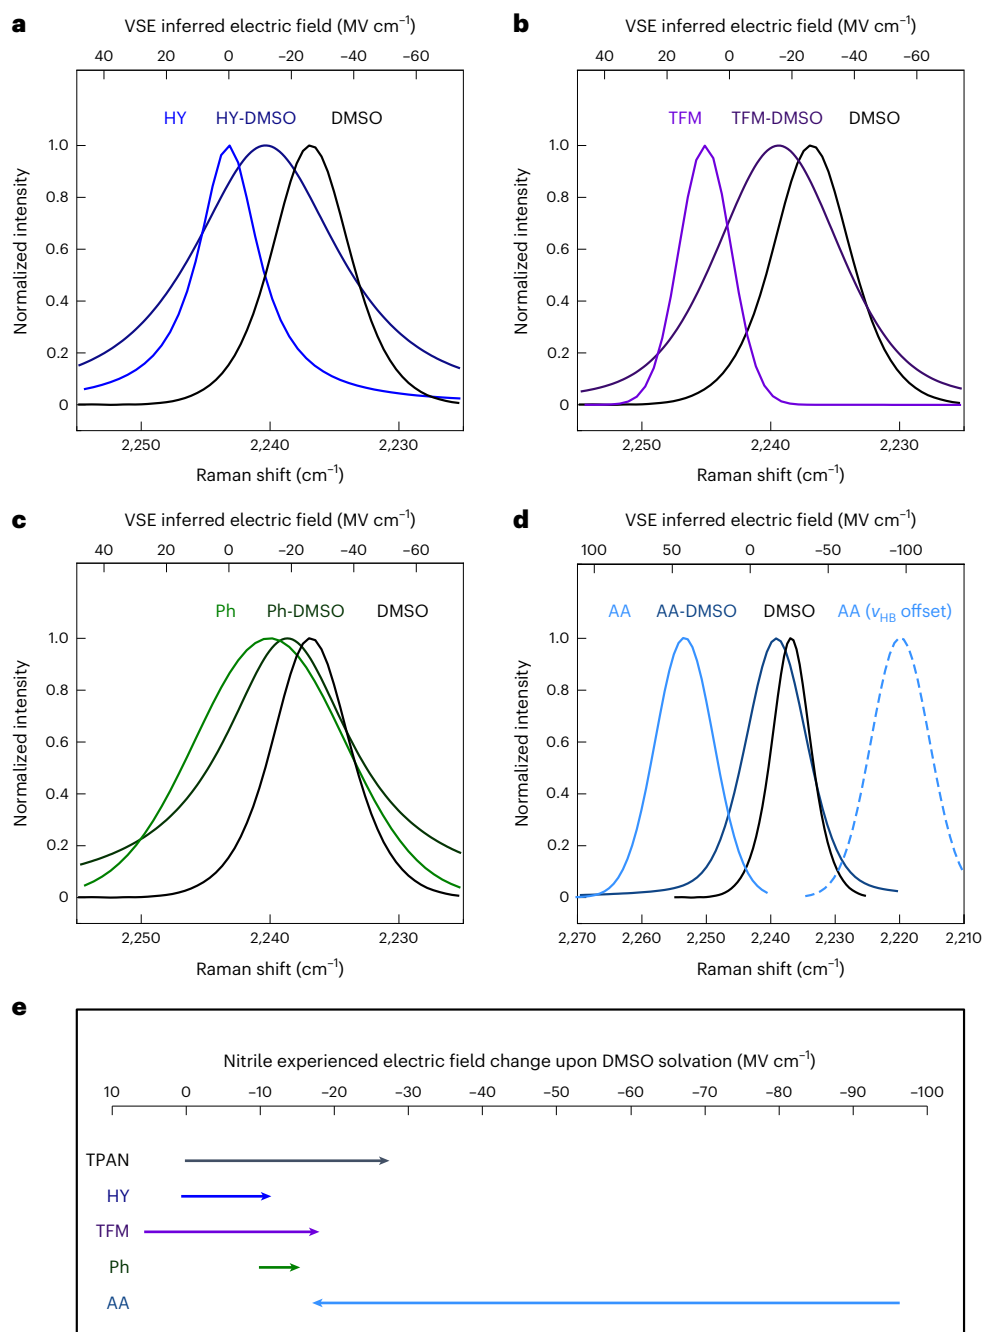 a
VSE inferred electric field (MV cm⁻¹)
40 20 0 –20 –40 –60
HY HY-DMSO DMSO
Normalized intensity
1.0
0.8
0.6
0.4
0.2
0
2,250 2,240 2,230
Raman shift (cm⁻¹)
b
VSE inferred electric field (MV cm⁻¹)
40 20 0 –20 –40 –60
TFM TFM-DMSO DMSO
Normalized intensity
1.0
0.8
0.6
0.4
0.2
0
2,250 2,240 2,230
Raman shift (cm⁻¹)
c
VSE inferred electric field (MV cm⁻¹)
40 20 0 –20 –40 –60
Ph Ph-DMSO DMSO
Normalized intensity
1.0
0.8
0.6
0.4
0.2
0
2,250 2,240 2,230
Raman shift (cm⁻¹)
d
VSE inferred electric field (MV cm⁻¹)
100 50 0 –50 –100
AA AA-DMSO DMSO AA (v_HB offset)
Normalized intensity
1.0
0.8
0.6
0.4
0.2
0
2,270 2,260 2,250 2,240 2,230 2,220 2,210
Raman shift (cm⁻¹)
e
Nitrile experienced electric field change upon DMSO solvation (MV cm⁻¹)
10 0 –10 –20 –30 –40 –50 –60 –70 –80 –90 –100
TPAN
HY
TFM
Ph
AA